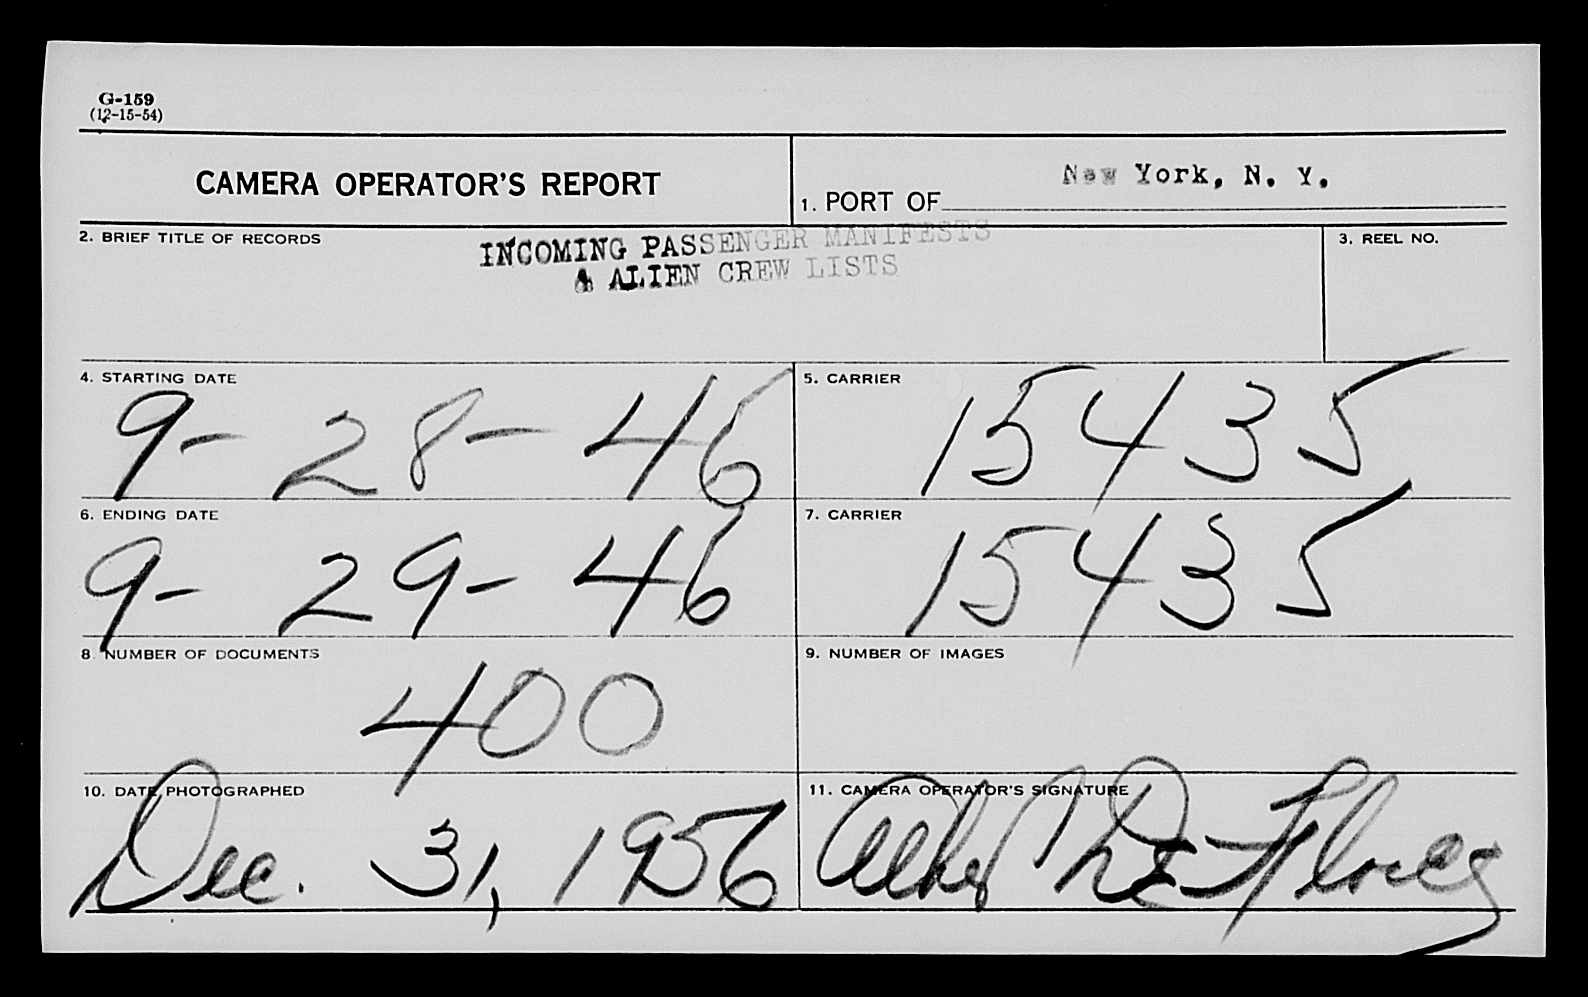 G-159
(12-15-54)
CAMERA OPERATOR'S REPORT
1. PORT OF New York, N. Y.
2. BRIEF TITLE OF RECORDS
INCOMING PASSENGER MANIFESTS
& ALIEN CREW LISTS
3. REEL NO.
4. STARTING DATE
9-28-46
5. CARRIER
15435
6. ENDING DATE
9-29-46
7. CARRIER
15435
8. NUMBER OF DOCUMENTS
400
9. NUMBER OF IMAGES
10. DATE PHOTOGRAPHED
Dec. 31, 1956
11. CAMERA OPERATOR'S SIGNATURE